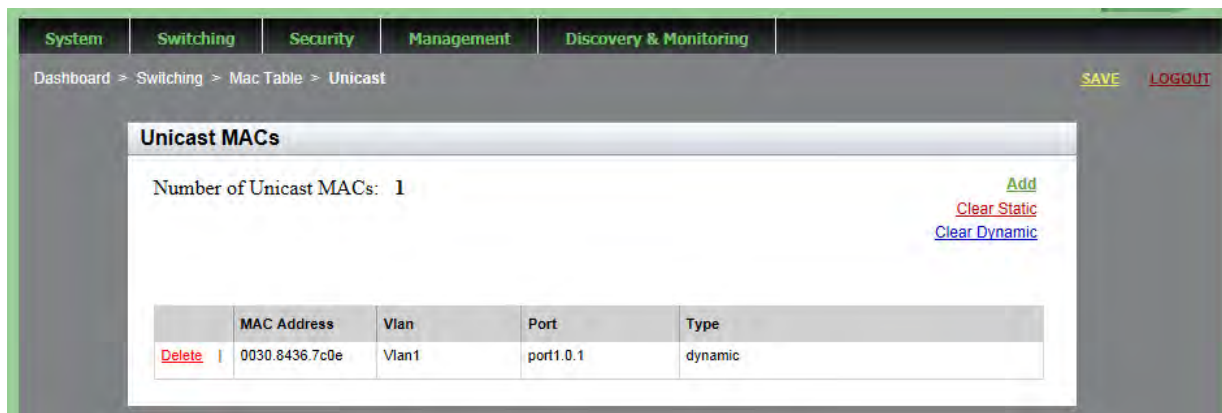 System Switching Security Management Discovery & Monitoring
Dashboard > Switching > Mac Table > Unicast SAVE LOGOUT
Unicast MACs
Number of Unicast MACs: 1
Add
Clear Static
Clear Dynamic
MAC Address Vlan Port Type
Delete | 0030.8436.7c0e Vlan1 port1.0.1 dynamic